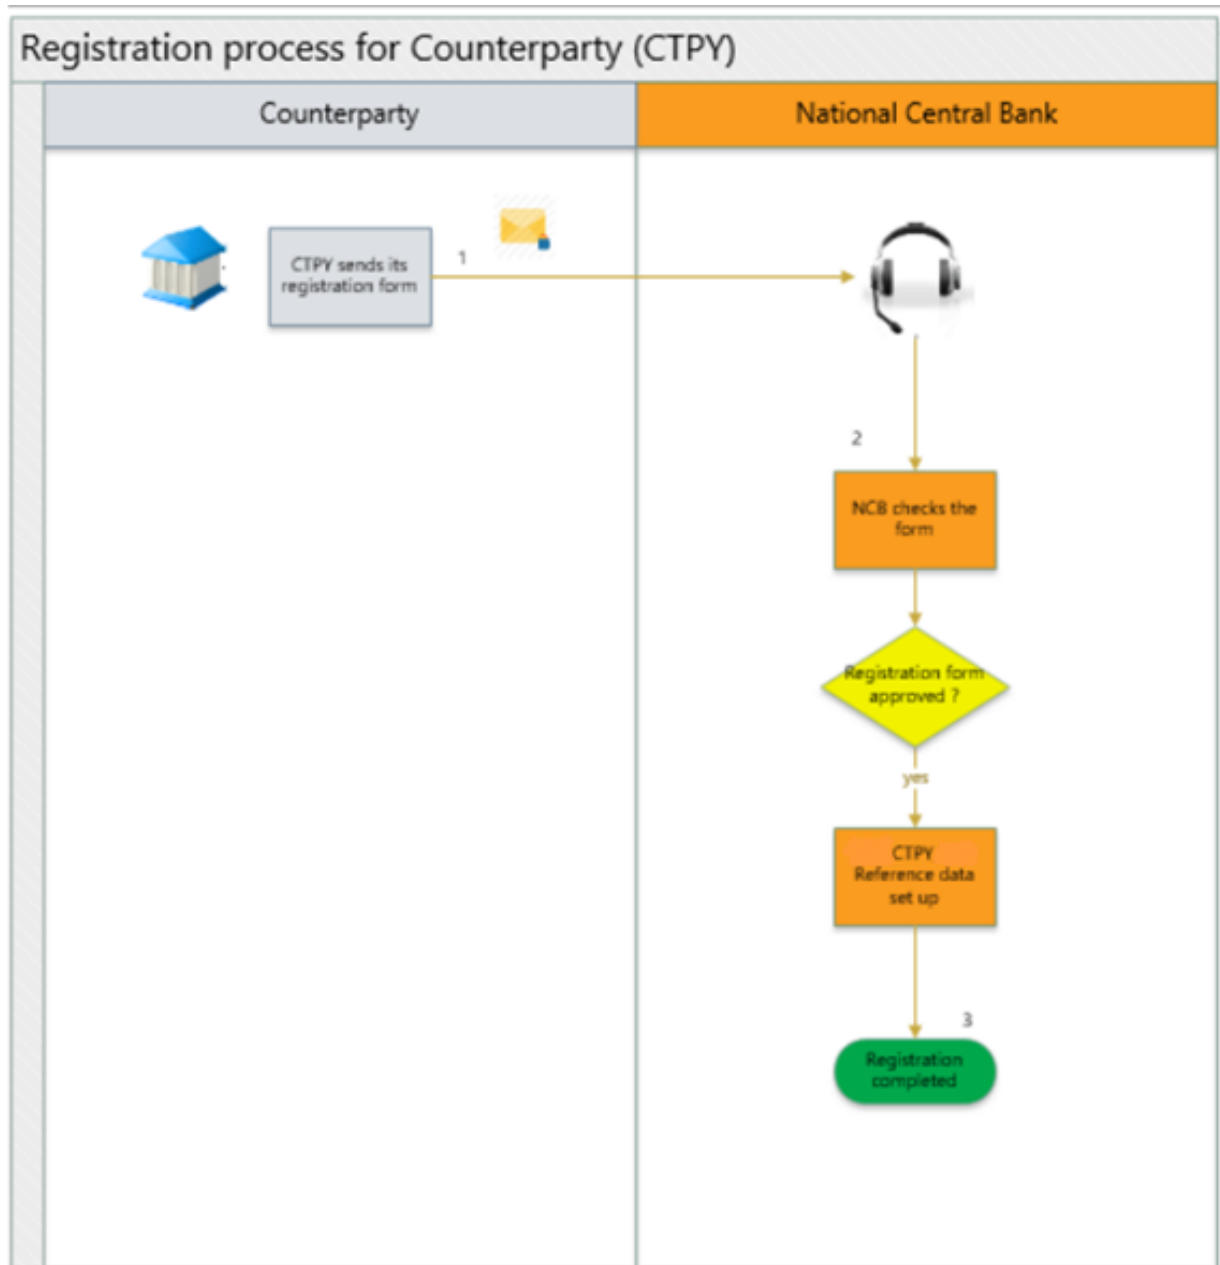 Registration process for Counterparty (CTPY)
Counterparty
National Central Bank
CTPY sends its
registration form
1
2
NCB checks the
form
Registration form
approved ?
yes
CTPY
Reference data
set up
3
Registration
completed